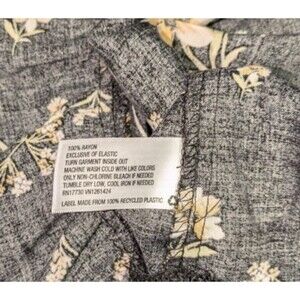 100% RAYON
EXCLUSIVE OF ELASTIC
TURN GARMENT INSIDE OUT
MACHINE WASH COLD WITH LIKE COLORS
ONLY NON-CHLORINE BLEACH IF NEEDED
TUMBLE DRY LOW, COOL IRON IF NEEDED
RN17730 VN1261424
LABEL MADE FROM 100% RECYCLED PLASTIC